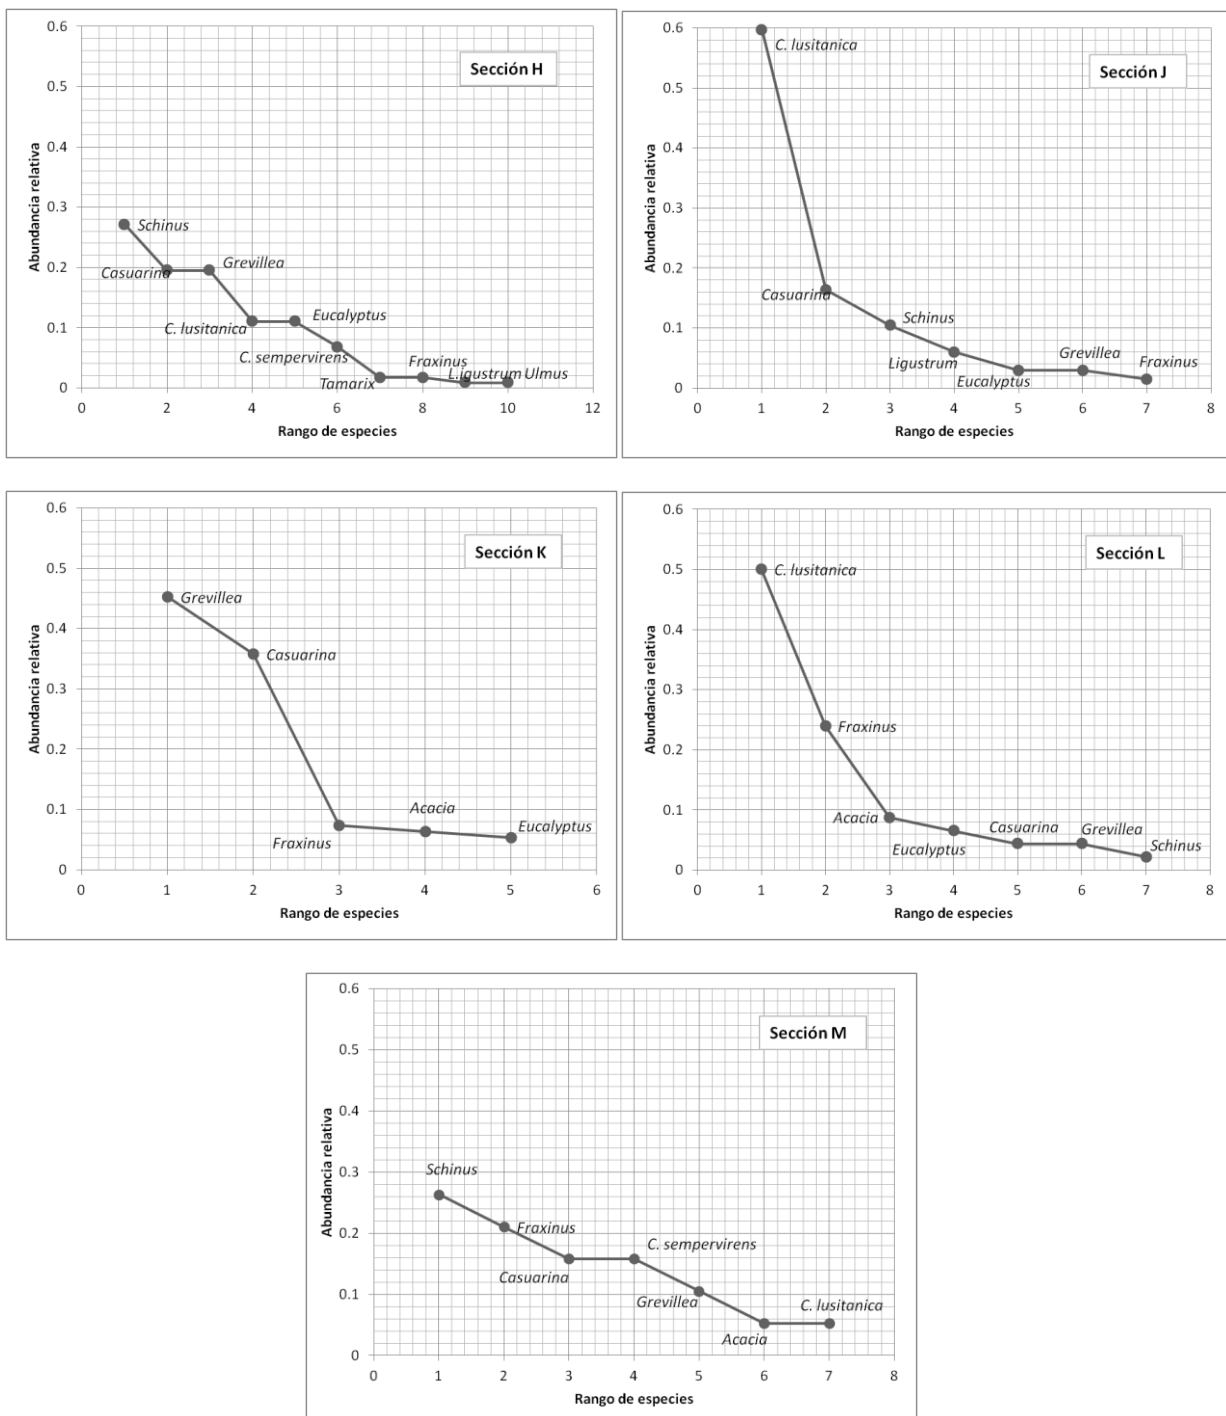 Sección H
Abundancia relativa
0.6
0.5
0.4
0.3
0.2
0.1
0
Schinus
Casuarina
Grevillea
C. lusitanica
Eucalyptus
C. sempervirens
Tamarix
Fraxinus
L.igustrum Ulmus
0 2 4 6 8 10 12
Rango de especies
Sección J
Abundancia relativa
0.6
0.5
0.4
0.3
0.2
0.1
0
C. lusitanica
Casuarina
Schinus
Ligustrum
Eucalyptus
Grevillea
Fraxinus
0 1 2 3 4 5 6 7 8
Rango de especies
Sección K
Abundancia relativa
0.6
0.5
0.4
0.3
0.2
0.1
0
Grevillea
Casuarina
Fraxinus
Acacia
Eucalyptus
0 1 2 3 4 5 6
Rango de especies
Sección L
Abundancia relativa
0.6
0.5
0.4
0.3
0.2
0.1
0
C. lusitanica
Fraxinus
Acacia
Eucalyptus
Casuarina
Grevillea
Schinus
0 1 2 3 4 5 6 7 8
Rango de especies
Sección M
Abundancia relativa
0.6
0.5
0.4
0.3
0.2
0.1
0
Schinus
Fraxinus
Casuarina
C. sempervirens
Grevillea
Acacia
C. lusitanica
0 1 2 3 4 5 6 7 8
Rango de especies